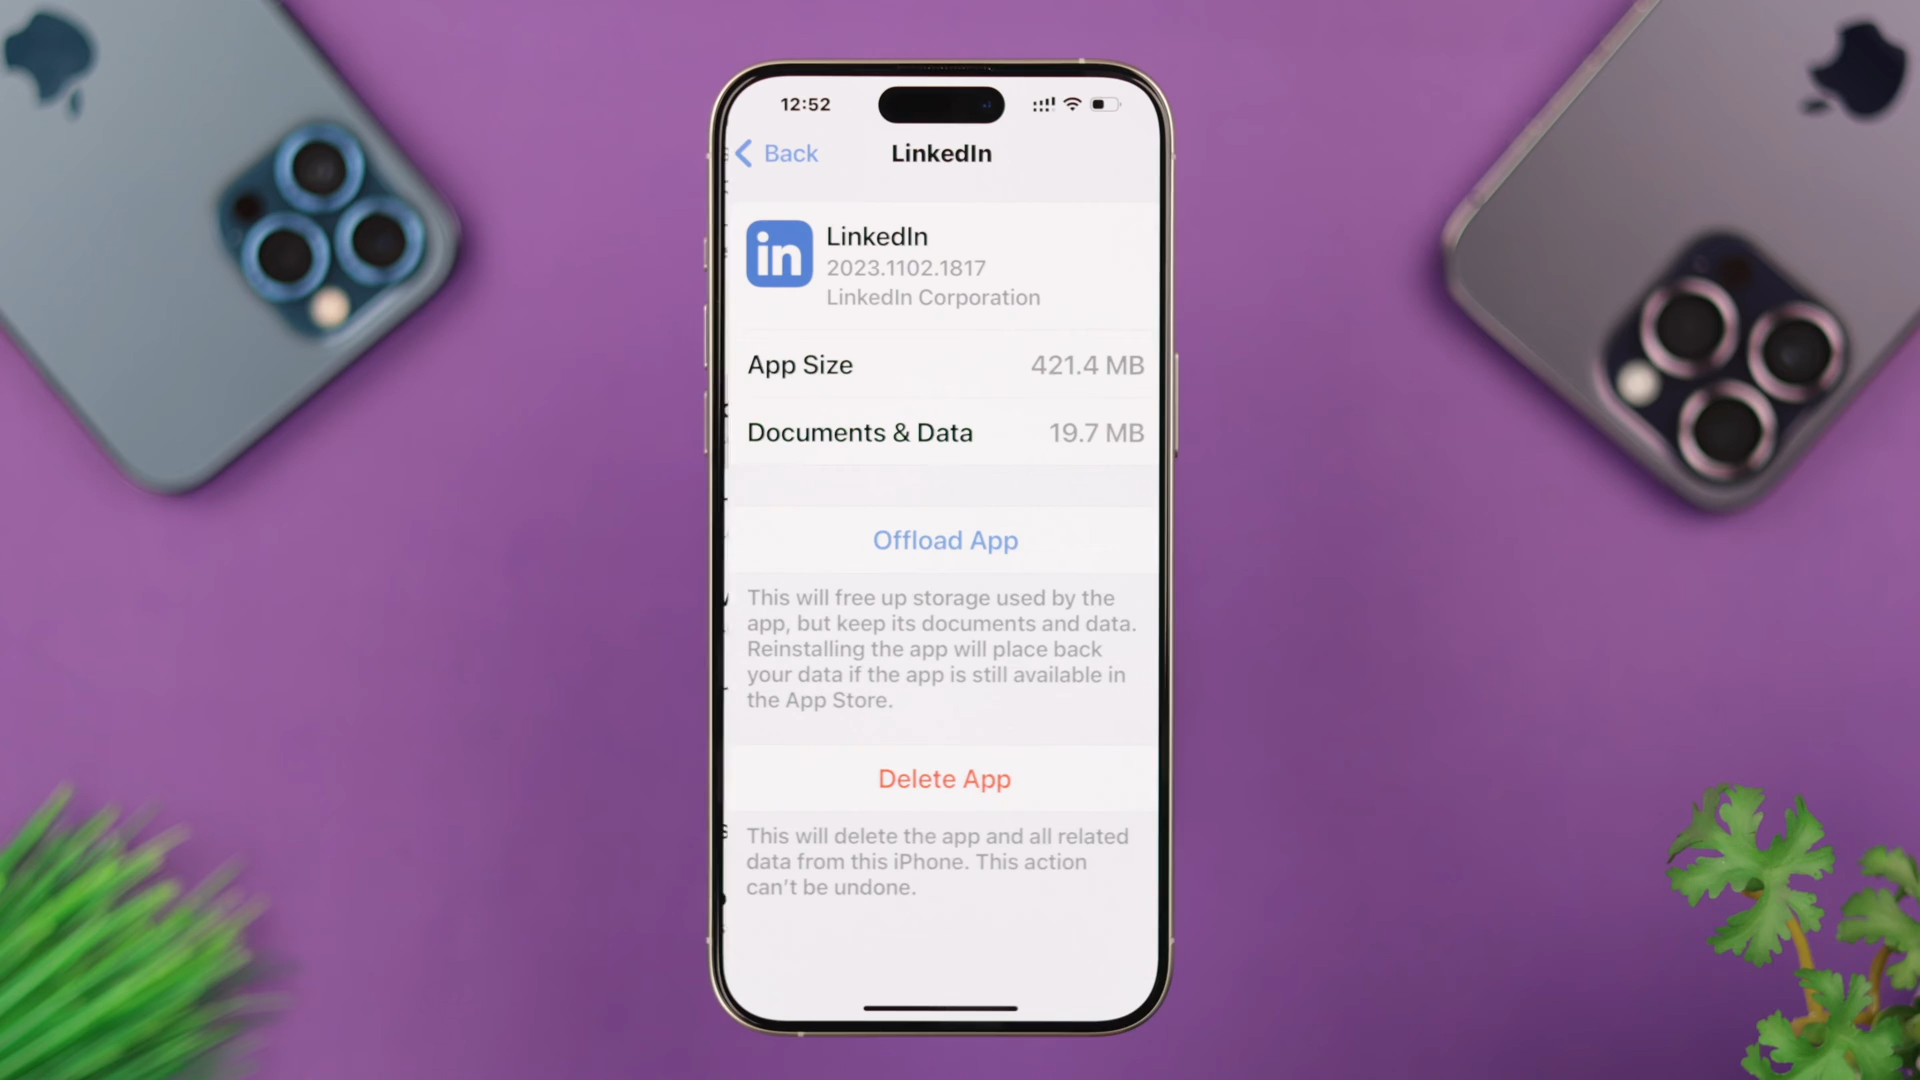 12:52
Back
LinkedIn
in
LinkedIn
2023.1102.1817
LinkedIn Corporation
App Size 421.4 MB
Documents & Data 19.7 MB
Offload App
This will free up storage used by the
app, but keep its documents and data.
Reinstalling the app will place back
your data if the app is still available in
the App Store.
Delete App
This will delete the app and all related
data from this iPhone. This action
can't be undone.